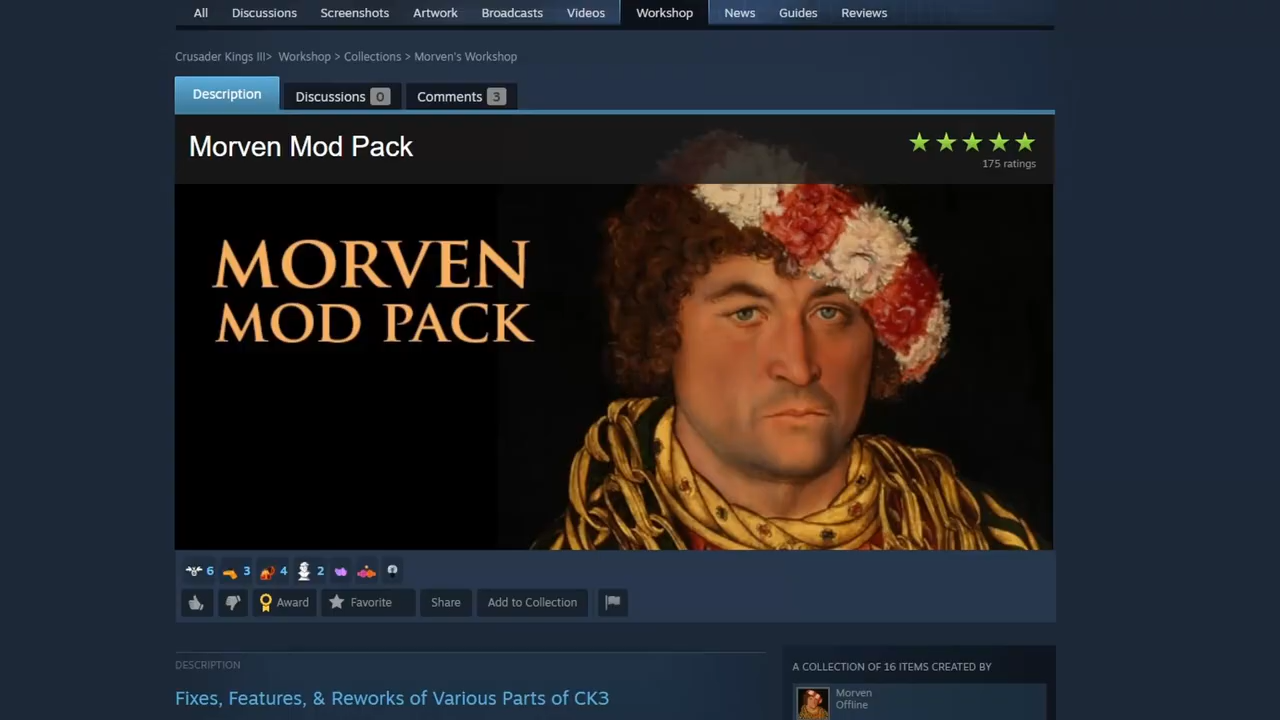 All Discussions Screenshots Artwork Broadcasts Videos Workshop News Guides Reviews
Crusader Kings III> Workshop > Collections > Morven's Workshop
Description Discussions 0 Comments 3
Morven Mod Pack
175 ratings
MORVEN
MOD PACK
6 3 4 2
Award Favorite Share Add to Collection
DESCRIPTION
A COLLECTION OF 16 ITEMS CREATED BY
Fixes, Features, & Reworks of Various Parts of CK3
Morven
Offline